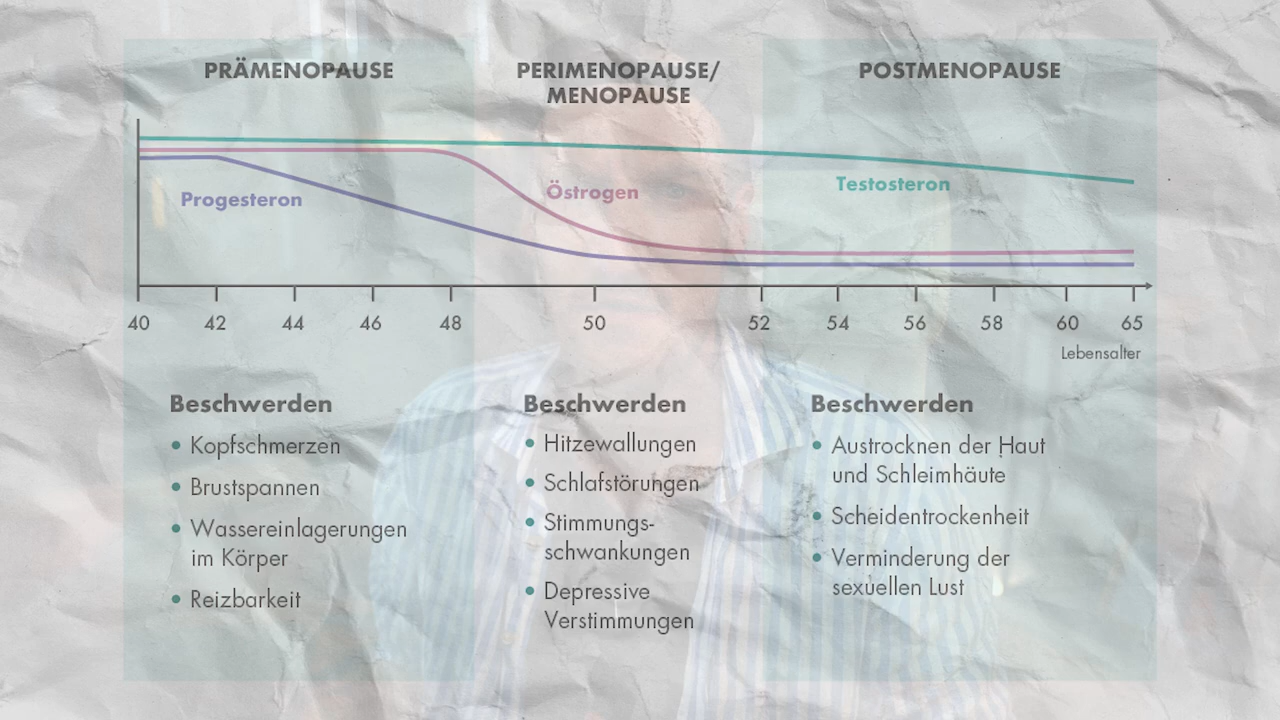 PRÄMENOPAUSE
PERIMENOPAUSE/
MENOPAUSE
POSTMENOPAUSE
Progesteron
Östrogen
Testosteron
40 42 44 46 48 50 52 54 56 58 60 65
Lebensalter
Beschwerden
• Kopfschmerzen
• Brustspannen
• Wassereinlagerungen
im Körper
• Reizbarkeit
Beschwerden
• Hitzewallungen
• Schlafstörungen
• Stimmungs-
schwankungen
• Depressive
Verstimmungen
Beschwerden
• Austrocknen der Haut
und Schleimhäute
• Scheidentrockenheit
• Verminderung der
sexuellen Lust